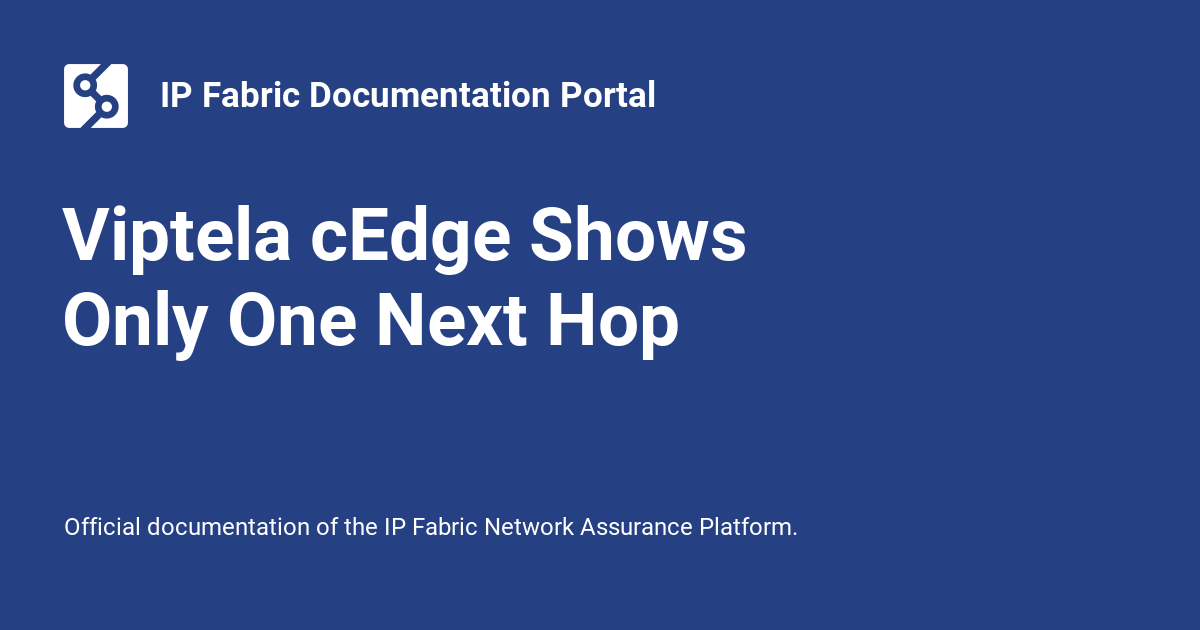 IP Fabric Documentation Portal
Viptela cEdge Shows
Only One Next Hop
Official documentation of the IP Fabric Network Assurance Platform.